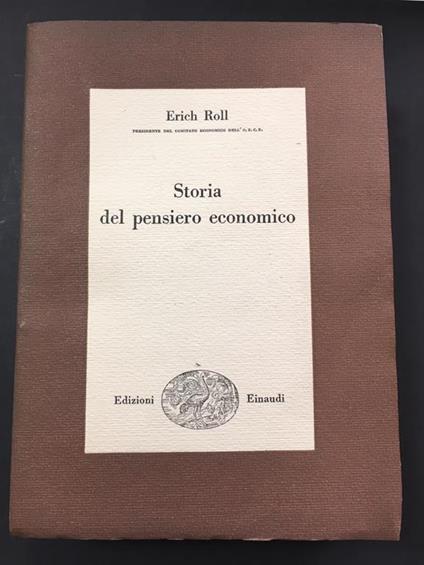 Erich Roll
PRESIDENTE DEL COMITATO ECONOMICO DELL'O.E.C.E.
Storia
del pensiero economico
Edizioni Einaudi